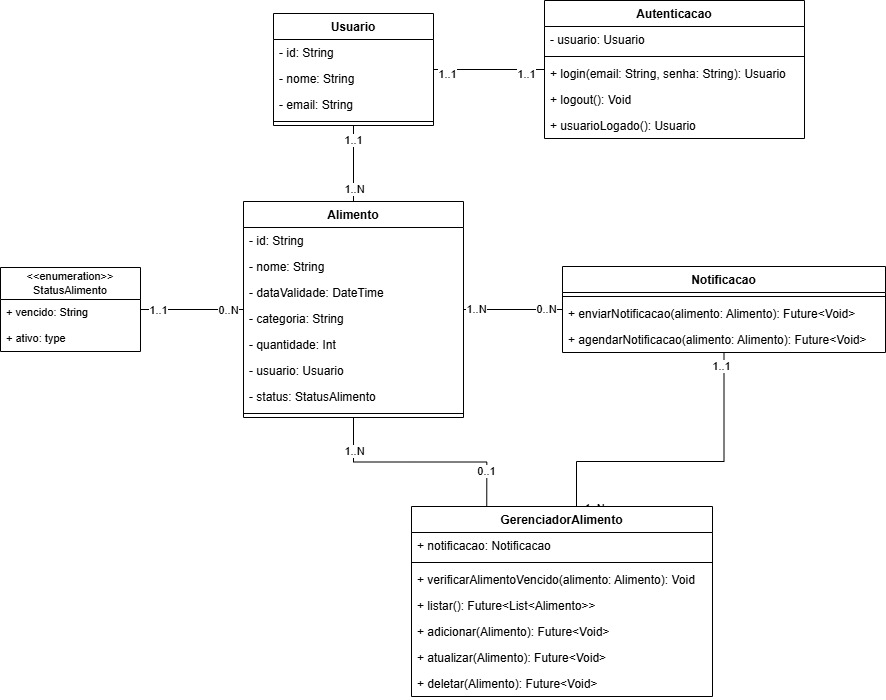 Usuario
- id: String
- nome: String
- email: String
Autenticacao
- usuario: Usuario
+ login(email: String, senha: String): Usuario
+ logout(): Void
+ usuarioLogado(): Usuario
1..1
1..1
1..1
1..N
Alimento
- id: String
- nome: String
- dataValidade: DateTime
- categoria: String
- quantidade: Int
- usuario: Usuario
- status: StatusAlimento
<<enumeration>>
StatusAlimento
+ vencido: String
+ ativo: type
1..1
0..N
1..N
0..N
Notificacao
+ enviarNotificacao(alimento: Alimento): Future<Void>
+ agendarNotificacao(alimento: Alimento): Future<Void>
1..1
1..N
0..1
1..N
GerenciadorAlimento
+ notificacao: Notificacao
+ verificarAlimentoVencido(alimento: Alimento): Void
+ listar(): Future<List<Alimento>>
+ adicionar(Alimento): Future<Void>
+ atualizar(Alimento): Future<Void>
+ deletar(Alimento): Future<Void>